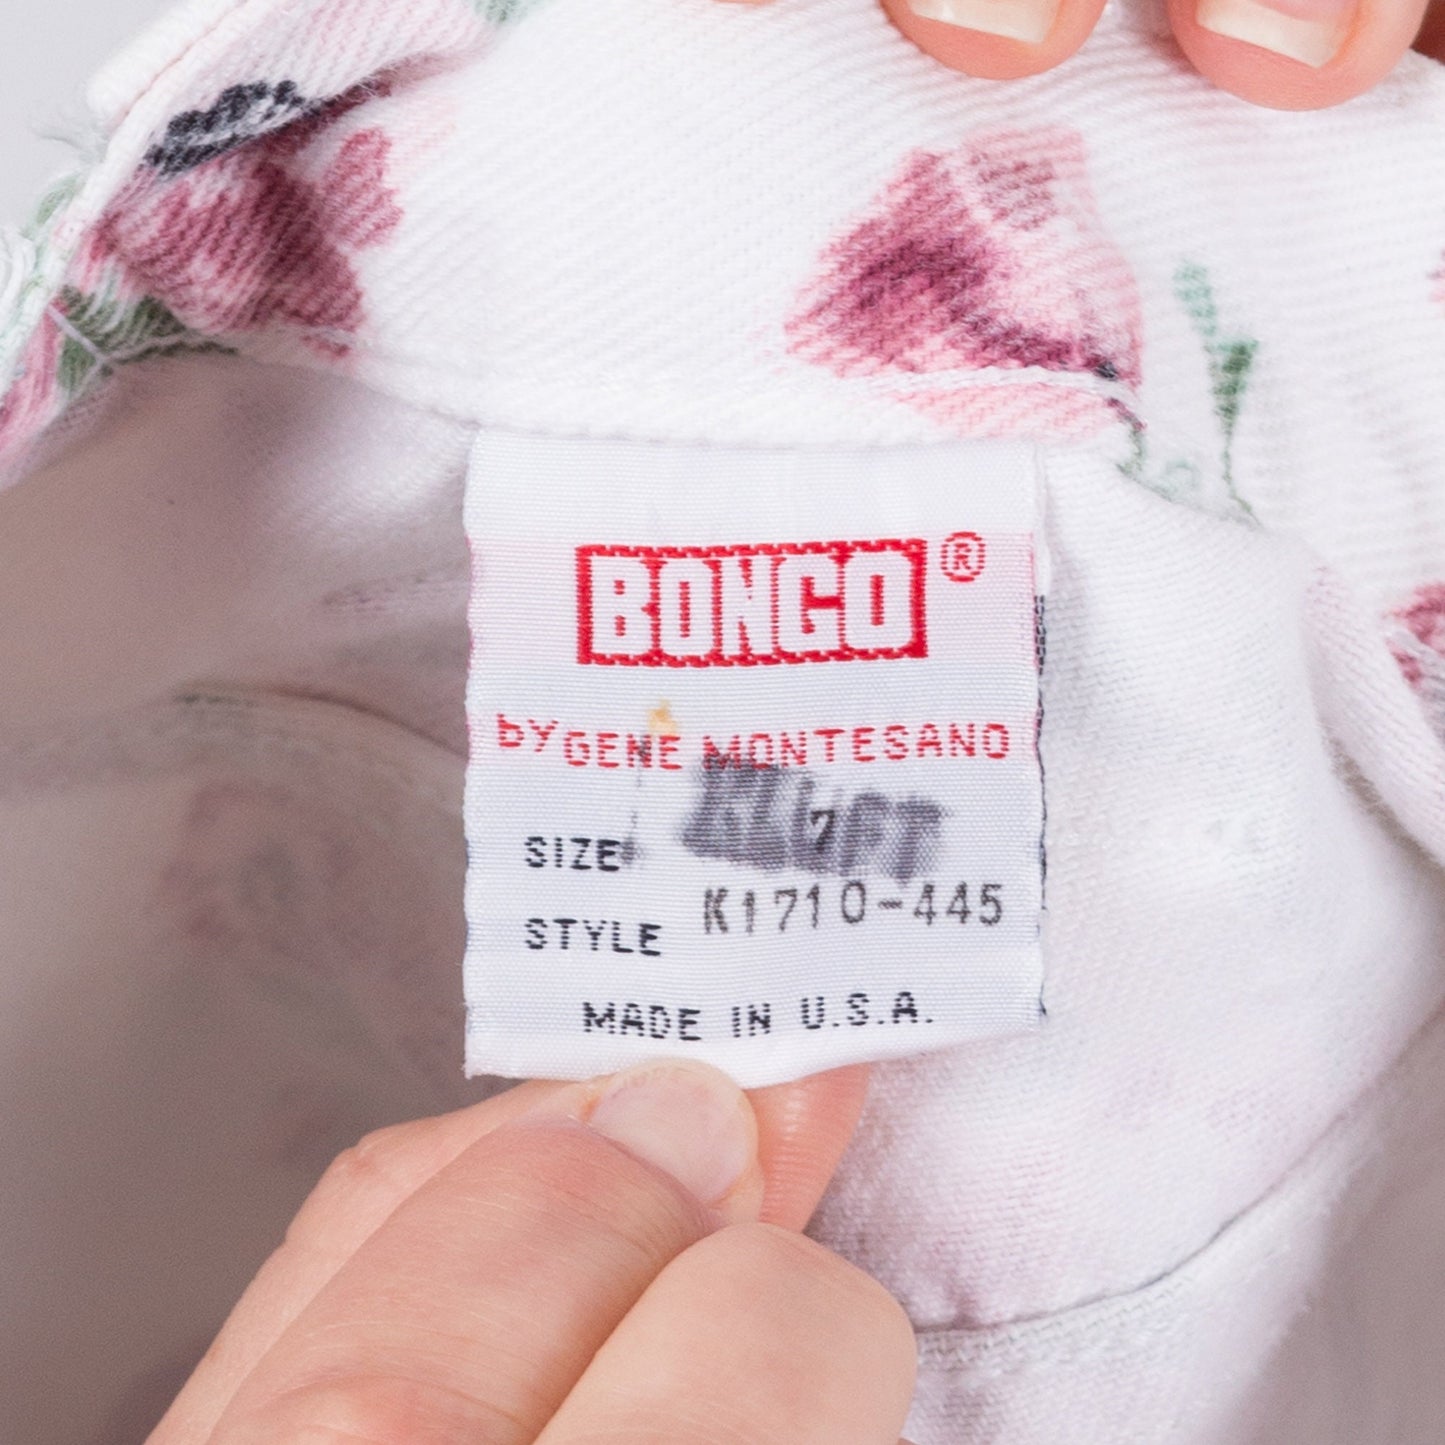 BONGO®
by GENE MONTESANO
SIZE 7
STYLE K1710-445
MADE IN U.S.A.